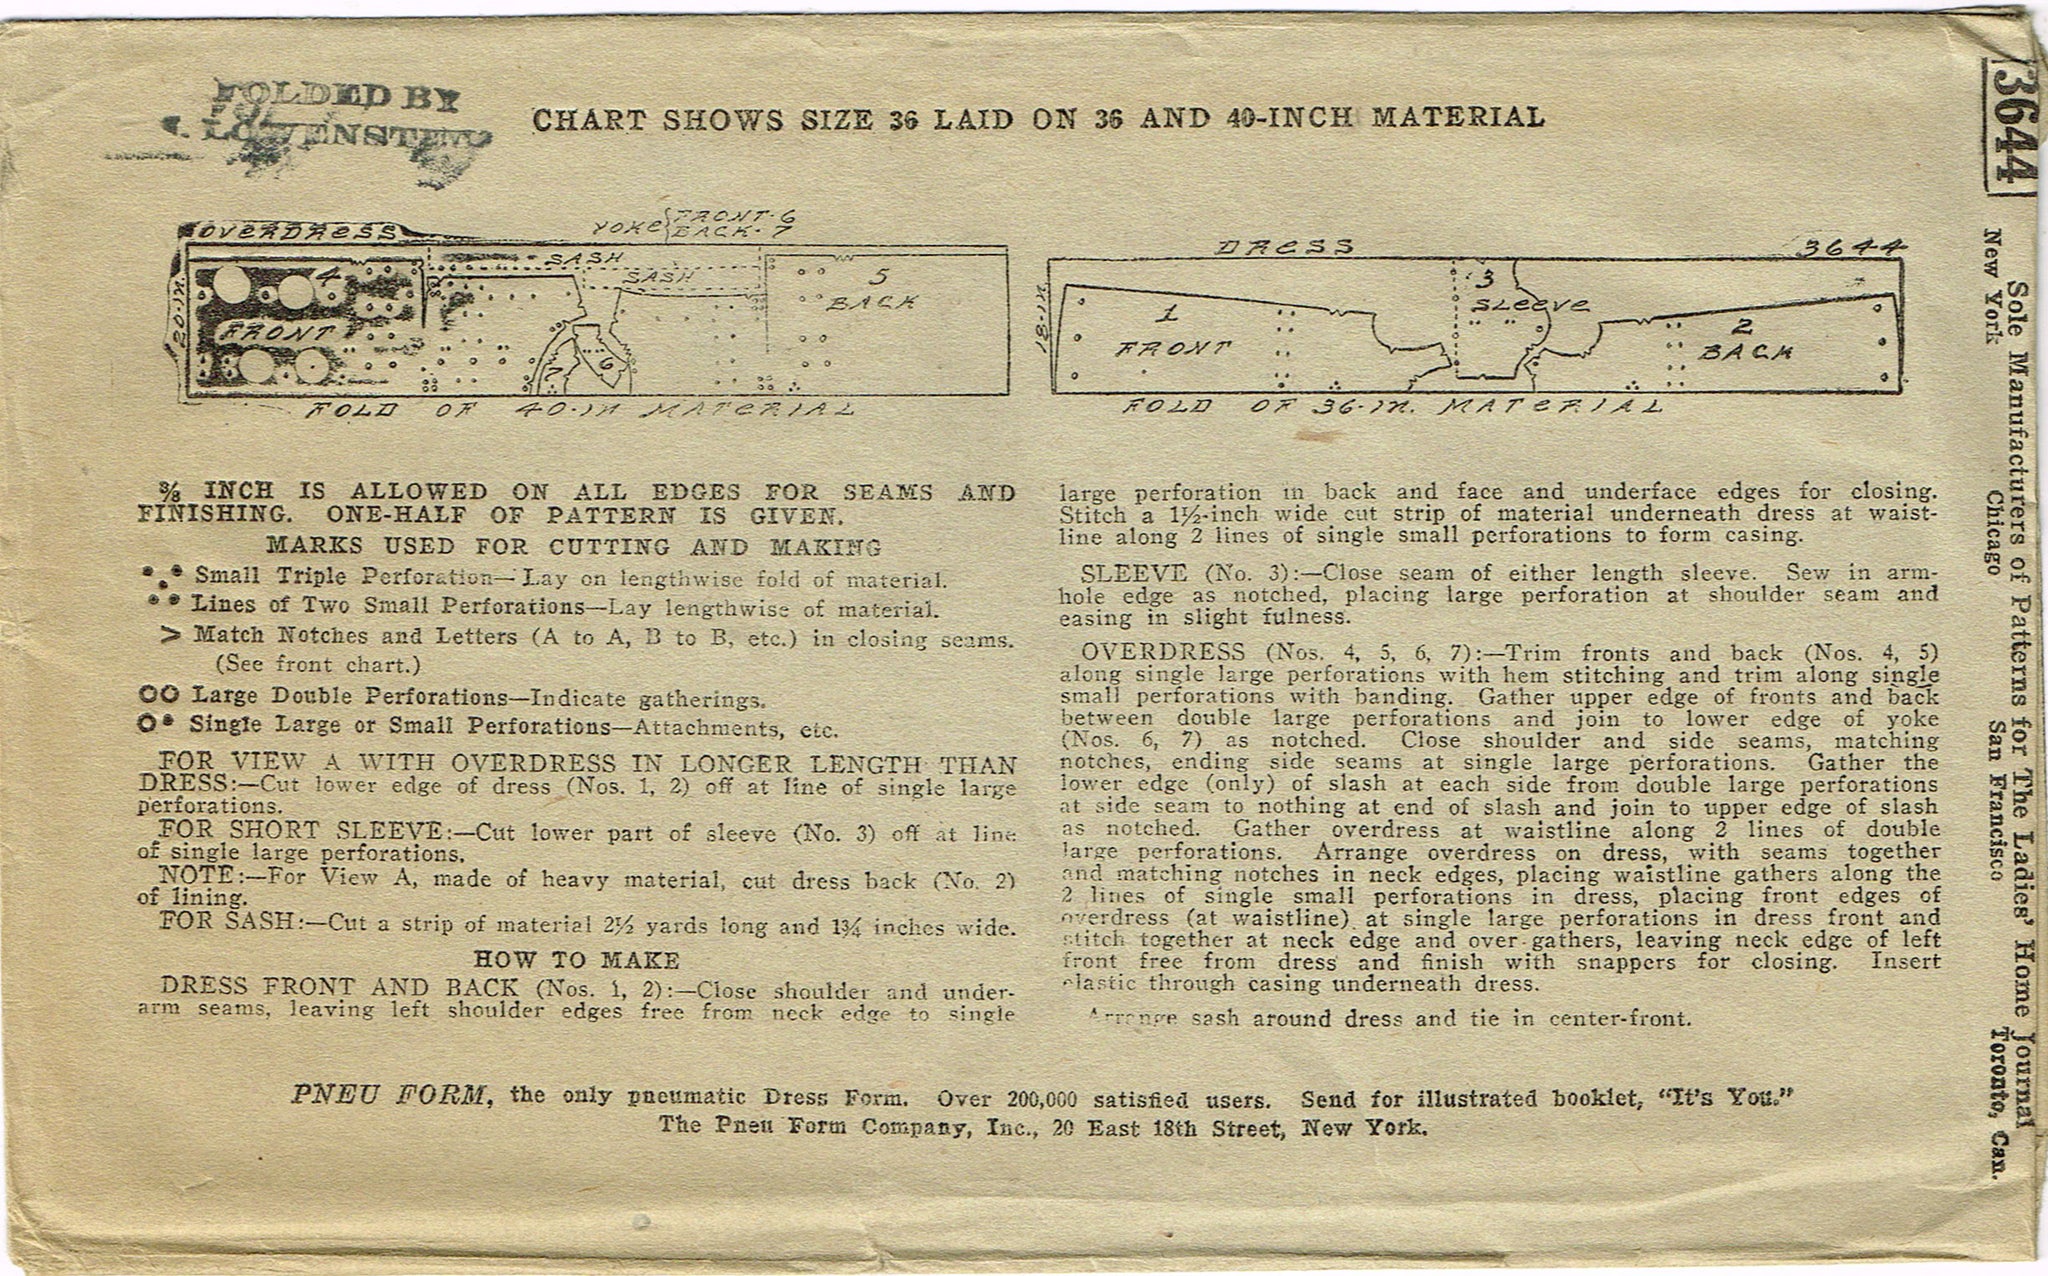 FOLDED BY
CHART SHOWS SIZE 36 LAID ON 36 AND 40-INCH MATERIAL
OVERDRESS
YOKE { FRONT-6
BACK-7
SASH
SASH
4
FRONT
5
BACK
6
7
20-IN.
FOLD OF 40-IN MATERIAL
DRESS
3644
3
SLEEVE
1
FRONT
2
BACK
18-IN
FOLD OF 36-IN. MATERIAL
⅜ INCH IS ALLOWED ON ALL EDGES FOR SEAMS AND
FINISHING. ONE-HALF OF PATTERN IS GIVEN.
MARKS USED FOR CUTTING AND MAKING
Small Triple Perforation—Lay on lengthwise fold of material.
Lines of Two Small Perforations—Lay lengthwise of material.
> Match Notches and Letters (A to A, B to B, etc.) in closing seams.
(See front chart.)
Large Double Perforations—Indicate gatherings.
Single Large or Small Perforations—Attachments, etc.
FOR VIEW A WITH OVERDRESS IN LONGER LENGTH THAN
DRESS:—Cut lower edge of dress (Nos. 1, 2) off at line of single large
perforations.
FOR SHORT SLEEVE:—Cut lower part of sleeve (No. 3) off at line
of single large perforations.
NOTE:—For View A, made of heavy material, cut dress back (No. 2)
of lining.
FOR SASH:—Cut a strip of material 2½ yards long and 1¾ inches wide.
HOW TO MAKE
DRESS FRONT AND BACK (Nos. 1, 2):—Close shoulder and under-
arm seams, leaving left shoulder edges free from neck edge to single
large perforation in back and face and underface edges for closing.
Stitch a 1½-inch wide cut strip of material underneath dress at waist-
line along 2 lines of single small perforations to form casing.
SLEEVE (No. 3):—Close seam of either length sleeve. Sew in arm-
hole edge as notched, placing large perforation at shoulder seam and
easing in slight fulness.
OVERDRESS (Nos. 4, 5, 6, 7):—Trim fronts and back (Nos. 4, 5)
along single large perforations with hem stitching and trim along single
small perforations with banding. Gather upper edge of fronts and back
between double large perforations and join to lower edge of yoke
(Nos. 6, 7) as notched. Close shoulder and side seams, matching
notches, ending side seams at single large perforations. Gather the
lower edge (only) of slash at each side from double large perforations
at side seam to nothing at end of slash and join to upper edge of slash
as notched. Gather overdress at waistline along 2 lines of double
large perforations. Arrange overdress on dress, with seams together
and matching notches in neck edges, placing waistline gathers along the
2 lines of single small perforations in dress, placing front edges of
overdress (at waistline) at single large perforations in dress front and
stitch together at neck edge and over gathers, leaving neck edge of left
front free from dress and finish with snappers for closing. Insert
elastic through casing underneath dress.
Arrange sash around dress and tie in center-front.
PNEU FORM, the only pneumatic Dress Form. Over 200,000 satisfied users. Send for illustrated booklet, "It's You."
The Pneu Form Company, Inc., 20 East 18th Street, New York.
3644
Sole Manufacturers of Patterns for The Ladies' Home Journal
New York Chicago San Francisco Toronto, Can.